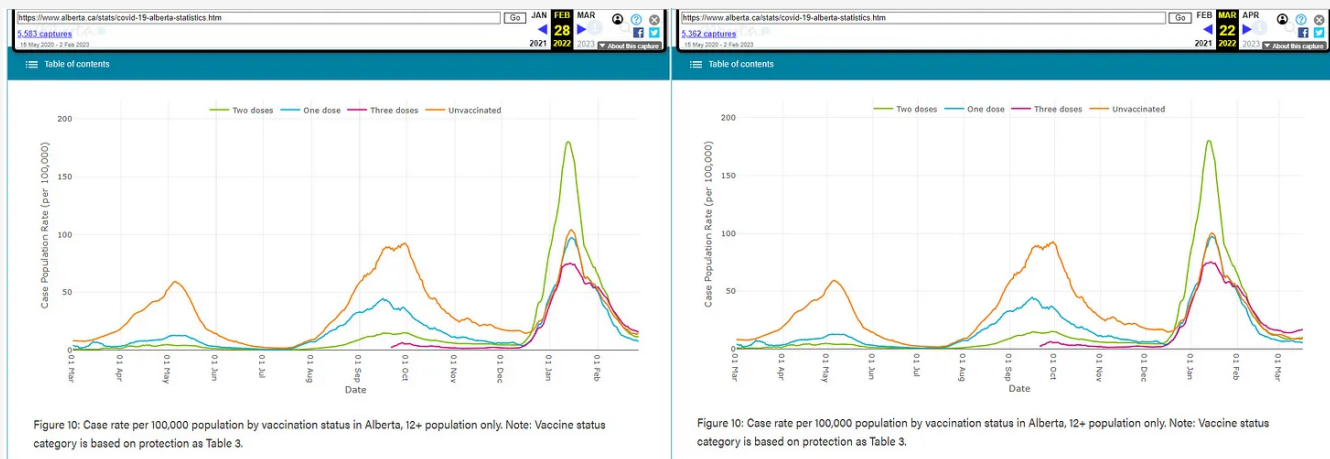 https://www.alberta.ca/stats/covid-19-alberta-statistics.htm
Go
JAN FEB MAR
5,583 captures
28
15 May 2020 - 2 Feb 2023
2021 2022 2023
About this capture
Table of contents
Two doses One dose Three doses Unvaccinated
200
150
100
50
0
Case Population Rate (per 100,000)
01 Mar
01 Apr
01 May
01 Jun
01 Jul
01 Aug
01 Sep
01 Oct
01 Nov
01 Dec
01 Jan
01 Feb
Date
Figure 10: Case rate per 100,000 population by vaccination status in Alberta, 12+ population only. Note: Vaccine status
category is based on protection as Table 3.
https://www.alberta.ca/stats/covid-19-alberta-statistics.htm
Go
FEB MAR APR
5,362 captures
22
15 May 2020 - 2 Feb 2023
2021 2022 2023
About this capture
Table of contents
Two doses One dose Three doses Unvaccinated
200
150
100
50
0
Case Population Rate (per 100,000)
01 Mar
01 Apr
01 May
01 Jun
01 Jul
01 Aug
01 Sep
01 Oct
01 Nov
01 Dec
01 Jan
01 Feb
01 Mar
Date
Figure 10: Case rate per 100,000 population by vaccination status in Alberta, 12+ population only. Note: Vaccine status
category is based on protection as Table 3.